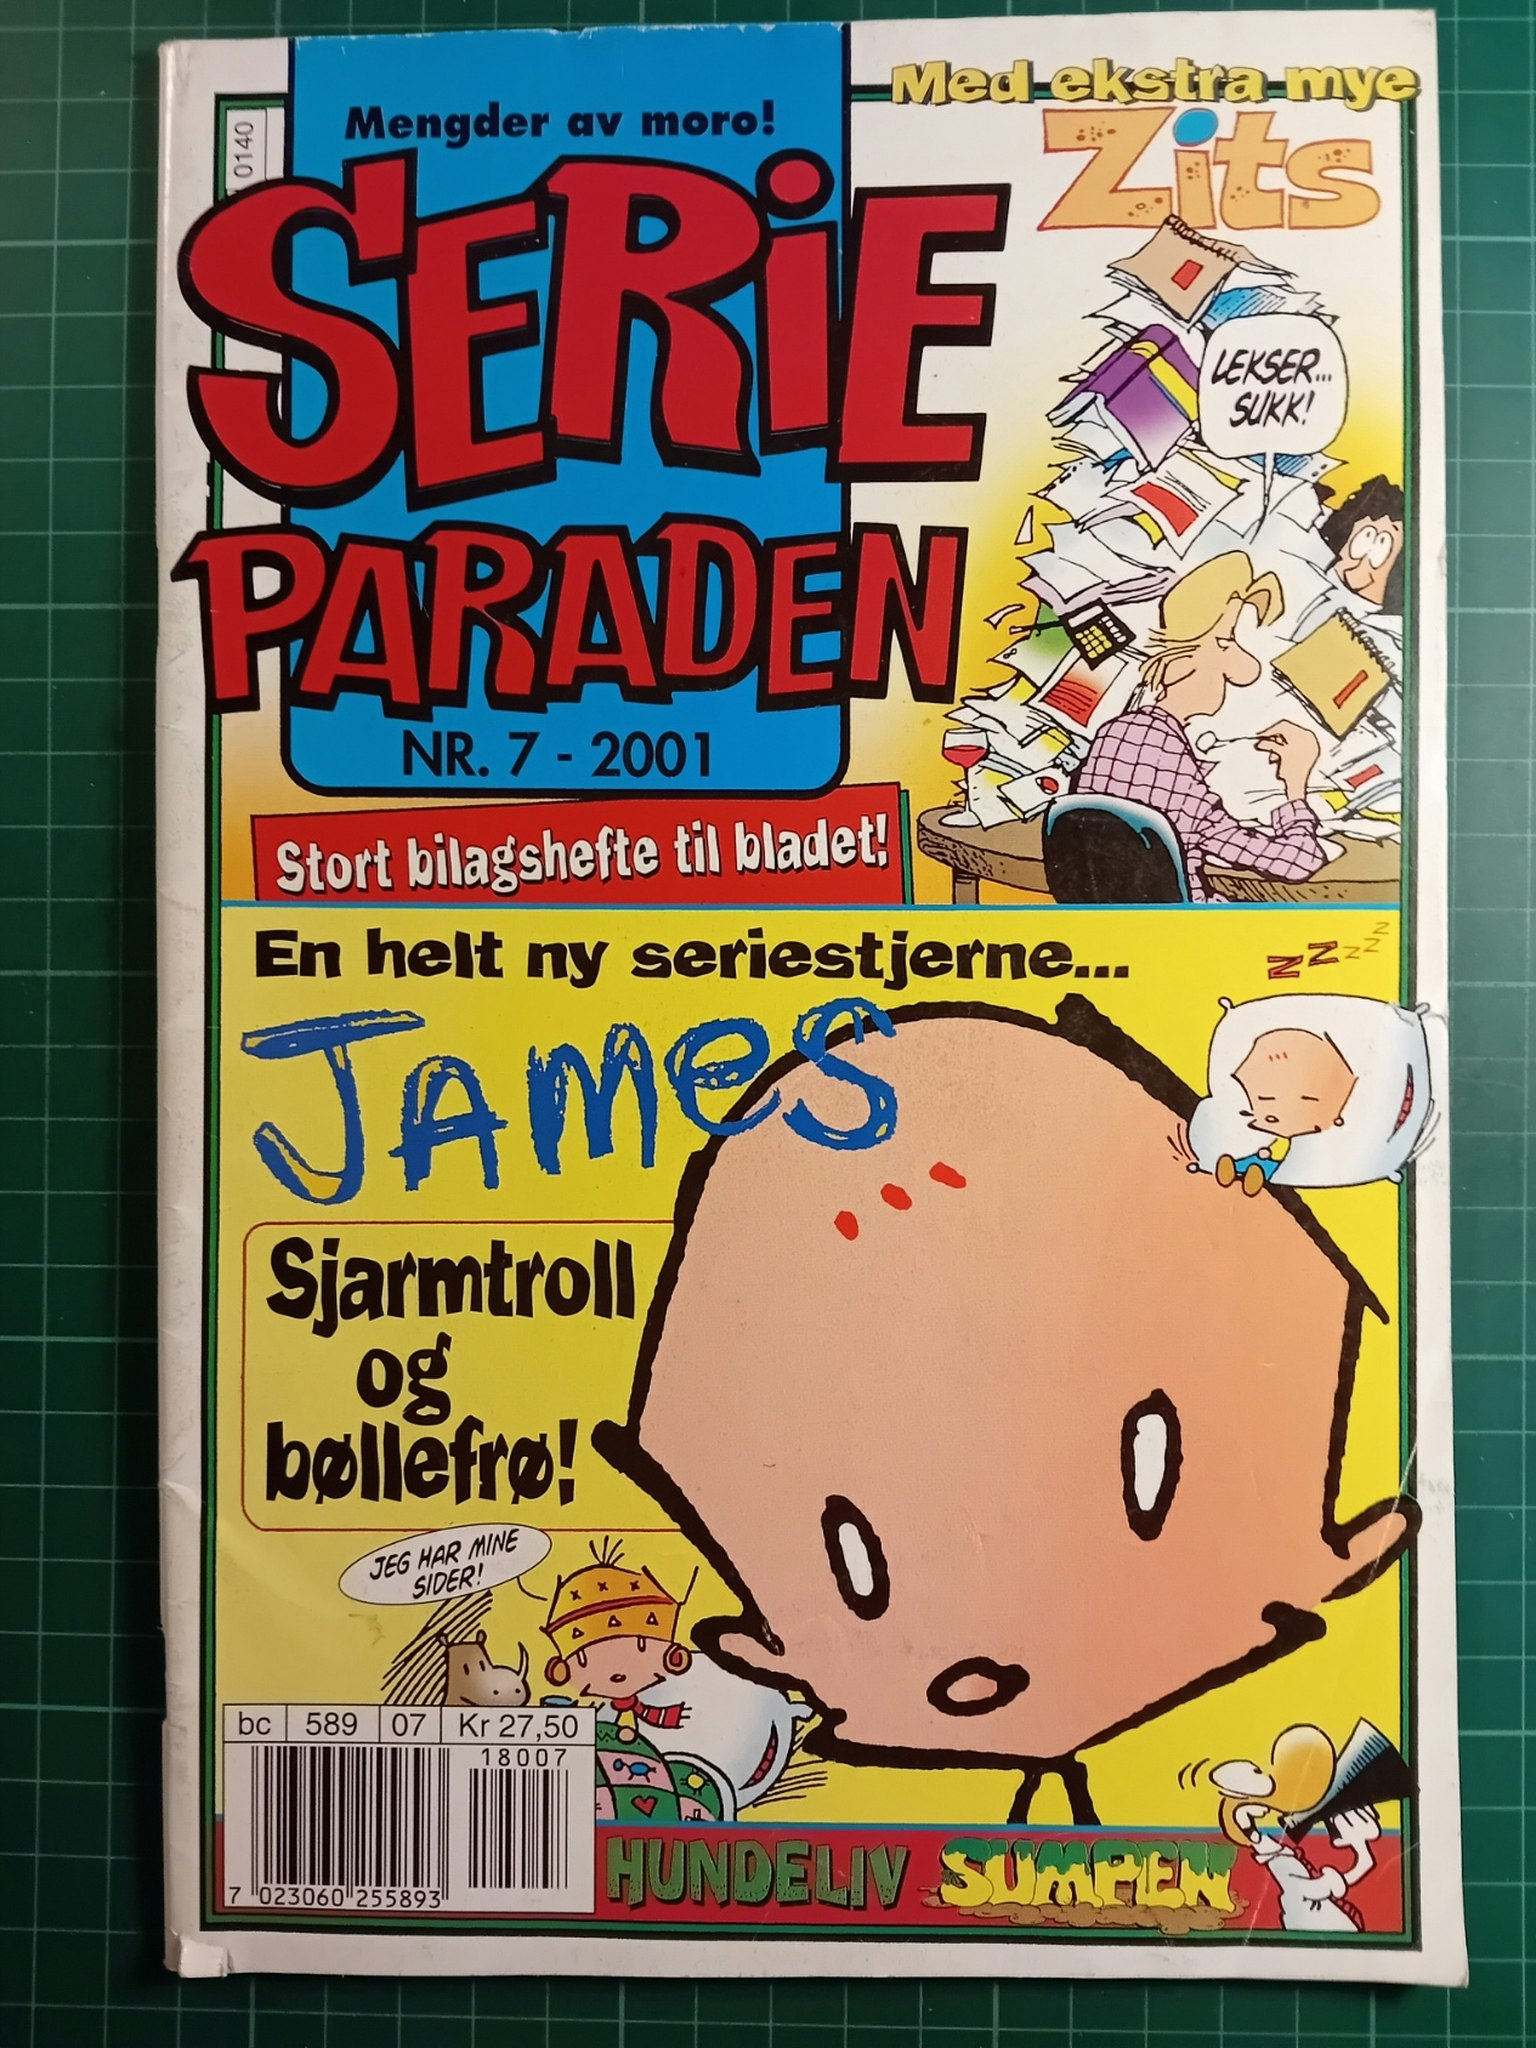 Mengder av moro!
Med ekstra mye
Zits
0140
SERIE
PARADEN
NR. 7 - 2001
LEKSER...
SUKK!
Stort bilagshefte til bladet!
En helt ny seriestjerne...
JAMES
zzzzz
Sjarmtroll
og
bøllefrø!
JEG HAR MINE
SIDER!
bc 589 07 Kr 27,50
18007
7 023060 255893
HUNDELIV
SUMPEN